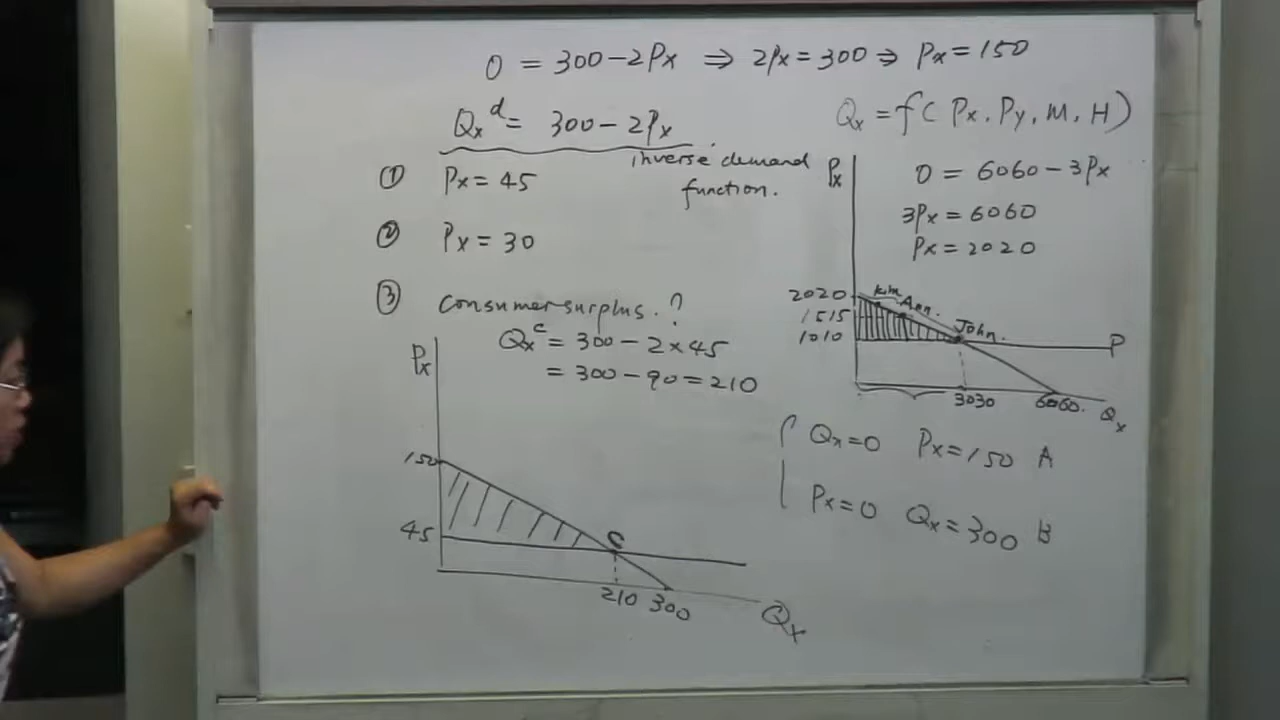 0 = 300-2Px ⇒ 2Px=300 ⇒ Px=150
Qx^d = 300-2Px
inverse demand
function.
① Px = 45
② Px = 30
③ Consumer surplus. ?
Qx^c = 300-2×45
= 300-90=210
Px
150
45
C
210 300
Qx
Qx = f( Px, Py, M, H)
Px
0 = 6060-3Px
3Px = 6060
Px = 2020
2020
1515
1010
Kim
Ann.
John.
P
3030 6060.
Qx
Qx=0 Px=150 A
Px=0 Qx=300 B